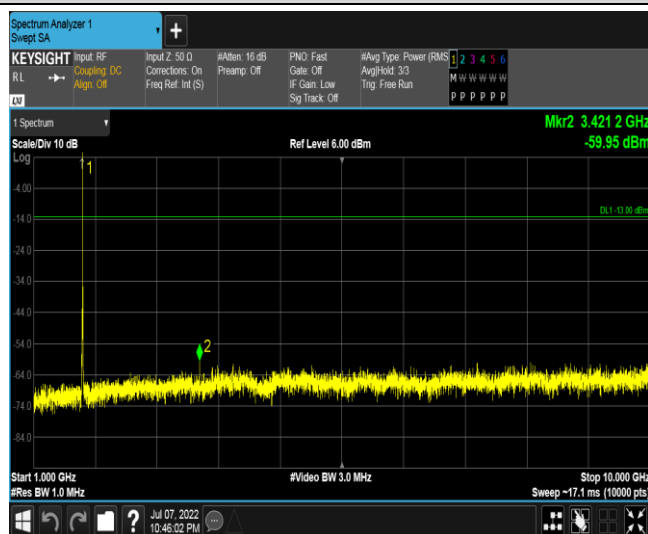 Spectrum Analyzer 1
Swept SA
+
KEYSIGHT
RL
LXI
Input: RF
Coupling: DC
Align: Off
Input Z: 50 Ω
Corrections: On
Freq Ref: Int (S)
#Atten: 16 dB
Preamp: Off
PNO: Fast
Gate: Off
IF Gain: Low
Sig Track: Off
#Avg Type: Power (RMS
Avg|Hold: 3/3
Trig: Free Run
1 2 3 4 5 6
M W W W W W
P P P P P P
1 Spectrum
Mkr2 3.421 2 GHz
Scale/Div 10 dB
Ref Level 6.00 dBm
-59.95 dBm
Log
1
-4.00
DL1 -13.00 dBm
-14.0
-24.0
-34.0
-44.0
-54.0
2
-64.0
-74.0
-84.0
Start 1.000 GHz
#Video BW 3.0 MHz
Stop 10.000 GHz
#Res BW 1.0 MHz
Sweep ~17.1 ms (10000 pts)
?
Jul 07, 2022
10:46:02 PM